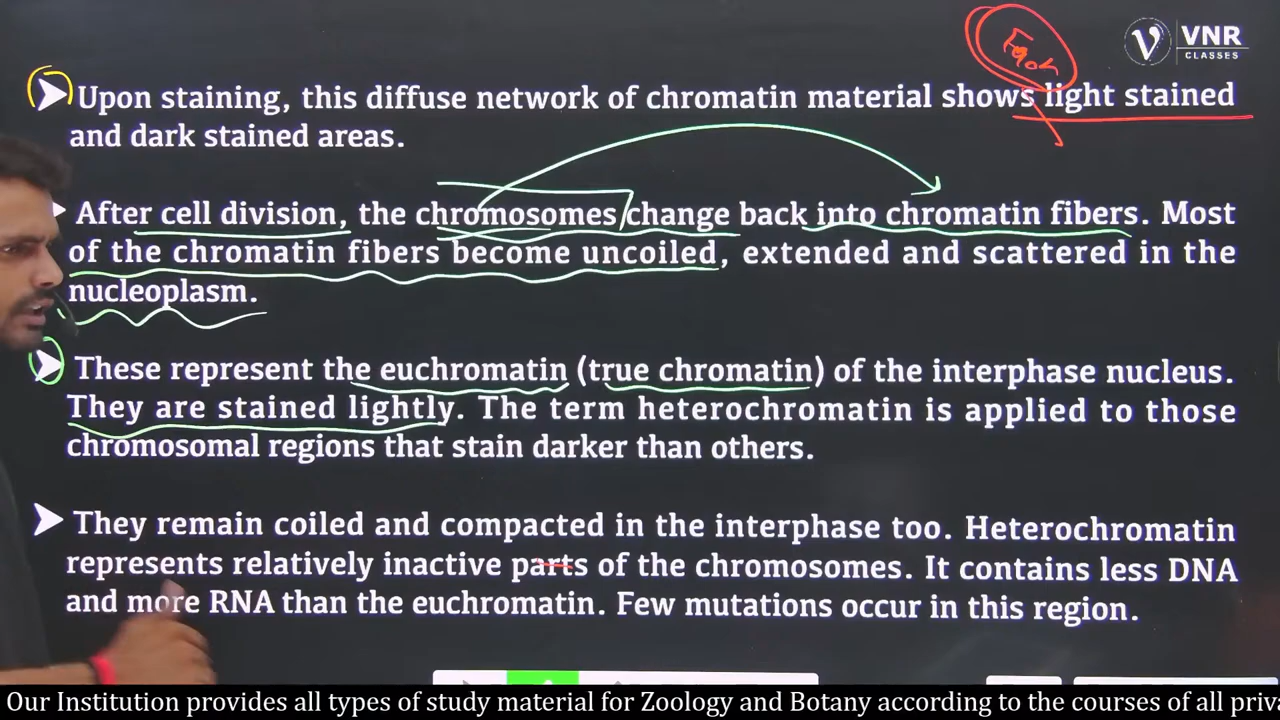 VNR
CLASSES
Upon staining, this diffuse network of chromatin material shows light stained
and dark stained areas.
After cell division, the chromosomes change back into chromatin fibers. Most
of the chromatin fibers become uncoiled, extended and scattered in the
nucleoplasm.
These represent the euchromatin (true chromatin) of the interphase nucleus.
They are stained lightly. The term heterochromatin is applied to those
chromosomal regions that stain darker than others.
They remain coiled and compacted in the interphase too. Heterochromatin
represents relatively inactive parts of the chromosomes. It contains less DNA
and more RNA than the euchromatin. Few mutations occur in this region.
Our Institution provides all types of study material for Zoology and Botany according to the courses of all priva